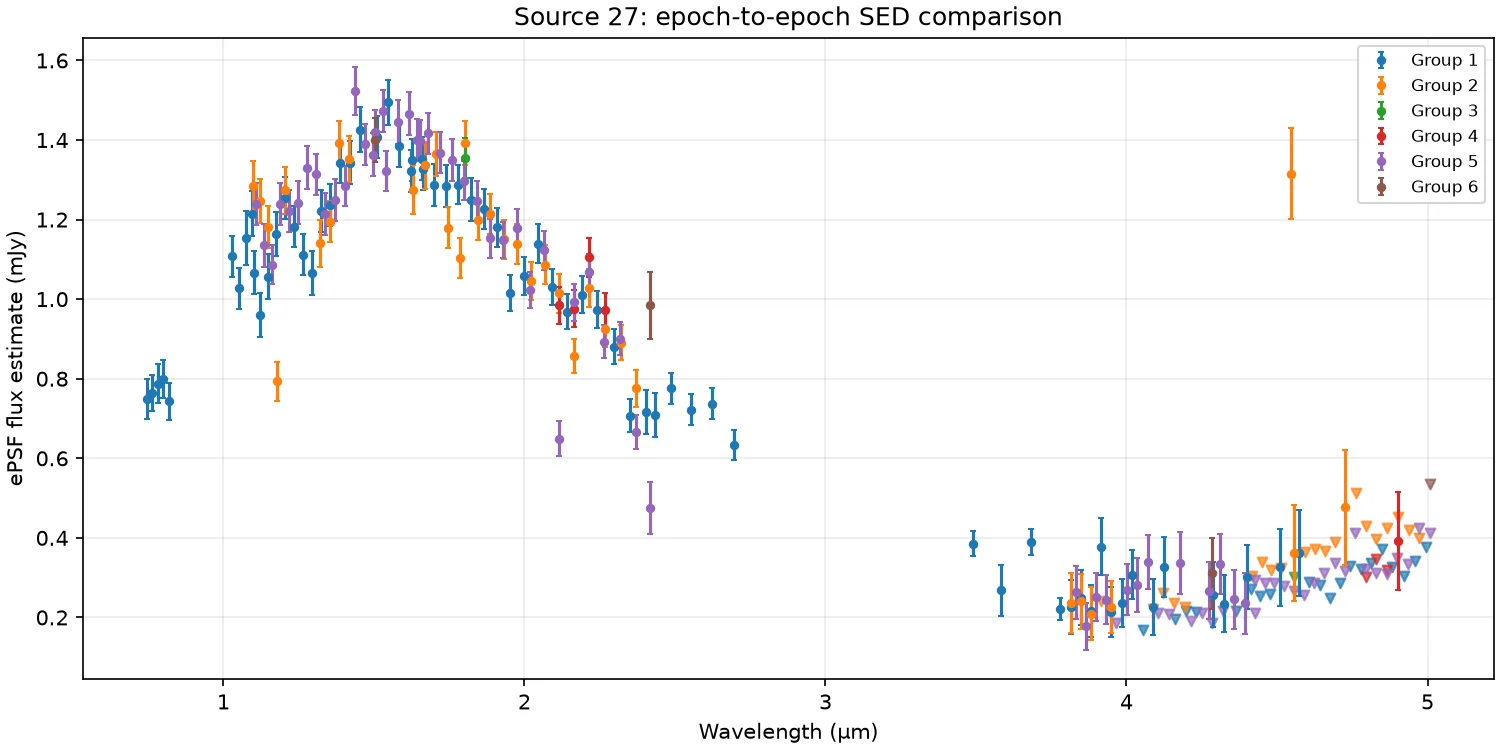 Source 27: epoch-to-epoch SED comparison
ePSF flux estimate (mJy)
1.6
1.4
1.2
1.0
0.8
0.6
0.4
0.2
Group 1
Group 2
Group 3
Group 4
Group 5
Group 6
1 2 3 4 5
Wavelength (μm)